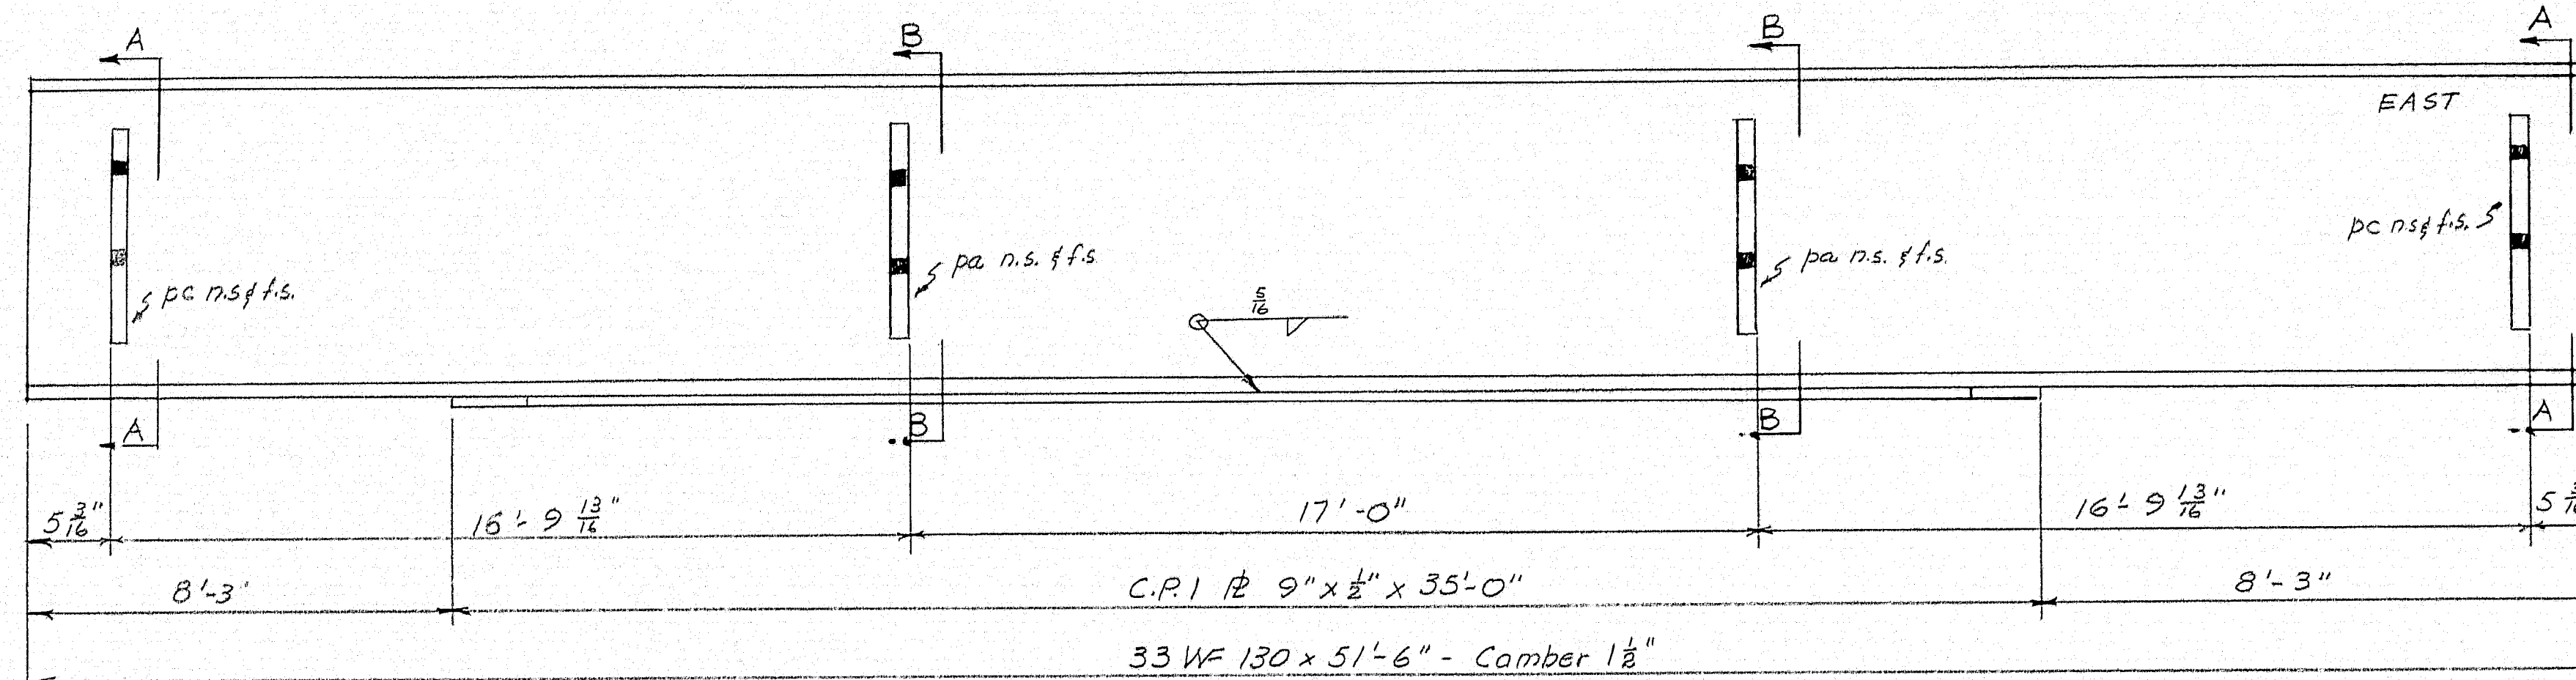 A B B A
EAST
pc n.s & f.s.
pa n.s. & f.s.
5/16
pa n.s. & f.s.
pc n.s & f.s.
A B B A
5 3/16" 16'-9 13/16" 17'-0" 16'-9 13/16" 5
8'-3" C.P.1 PL 9" x 1/2" x 35'-0" 8'-3"
33 WF 130 x 51'-6" - Camber 1 1/2"